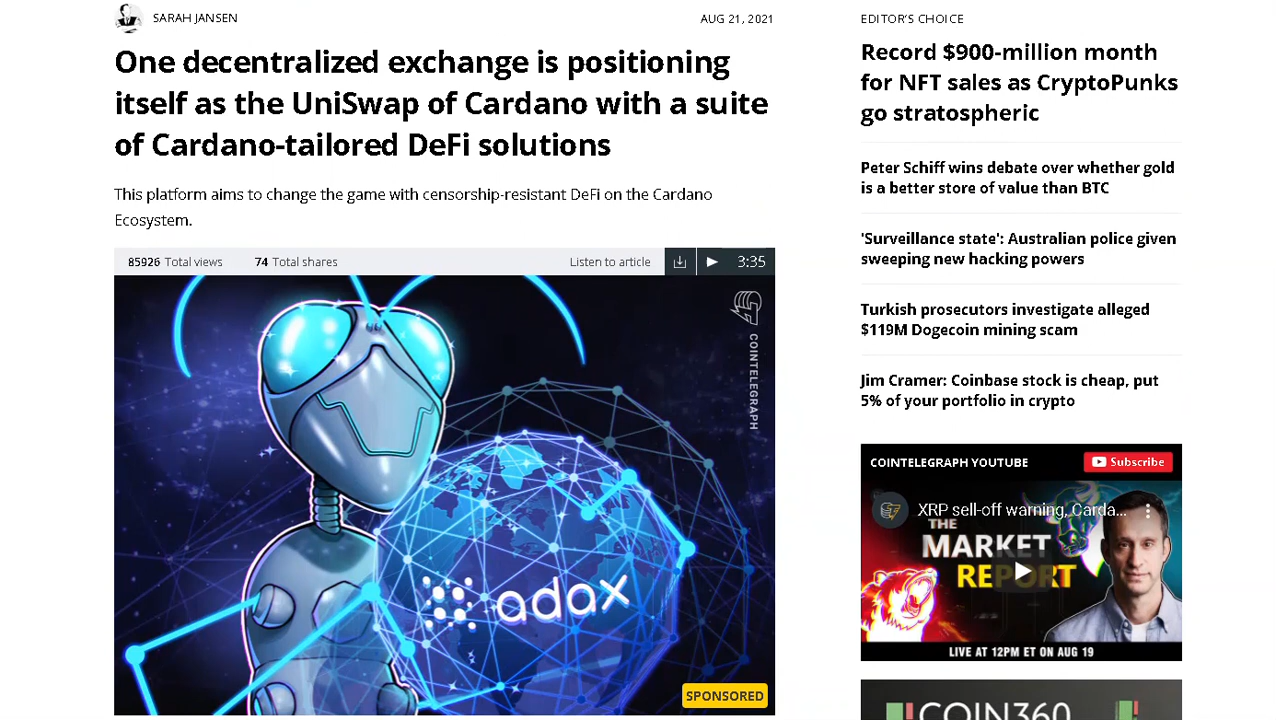 SARAH JANSEN
AUG 21, 2021
One decentralized exchange is positioning
itself as the UniSwap of Cardano with a suite
of Cardano-tailored DeFi solutions
This platform aims to change the game with censorship-resistant DeFi on the Cardano
Ecosystem.
85926 Total views
74 Total shares
Listen to article
3:35
COINTELEGRAPH
adax
SPONSORED
EDITOR'S CHOICE
Record $900-million month
for NFT sales as CryptoPunks
go stratospheric
Peter Schiff wins debate over whether gold
is a better store of value than BTC
'Surveillance state': Australian police given
sweeping new hacking powers
Turkish prosecutors investigate alleged
$119M Dogecoin mining scam
Jim Cramer: Coinbase stock is cheap, put
5% of your portfolio in crypto
COINTELEGRAPH YOUTUBE
Subscribe
XRP sell-off warning, Carda...
THE
MARKET
REPORT
LIVE AT 12PM ET ON AUG 19
COIN360